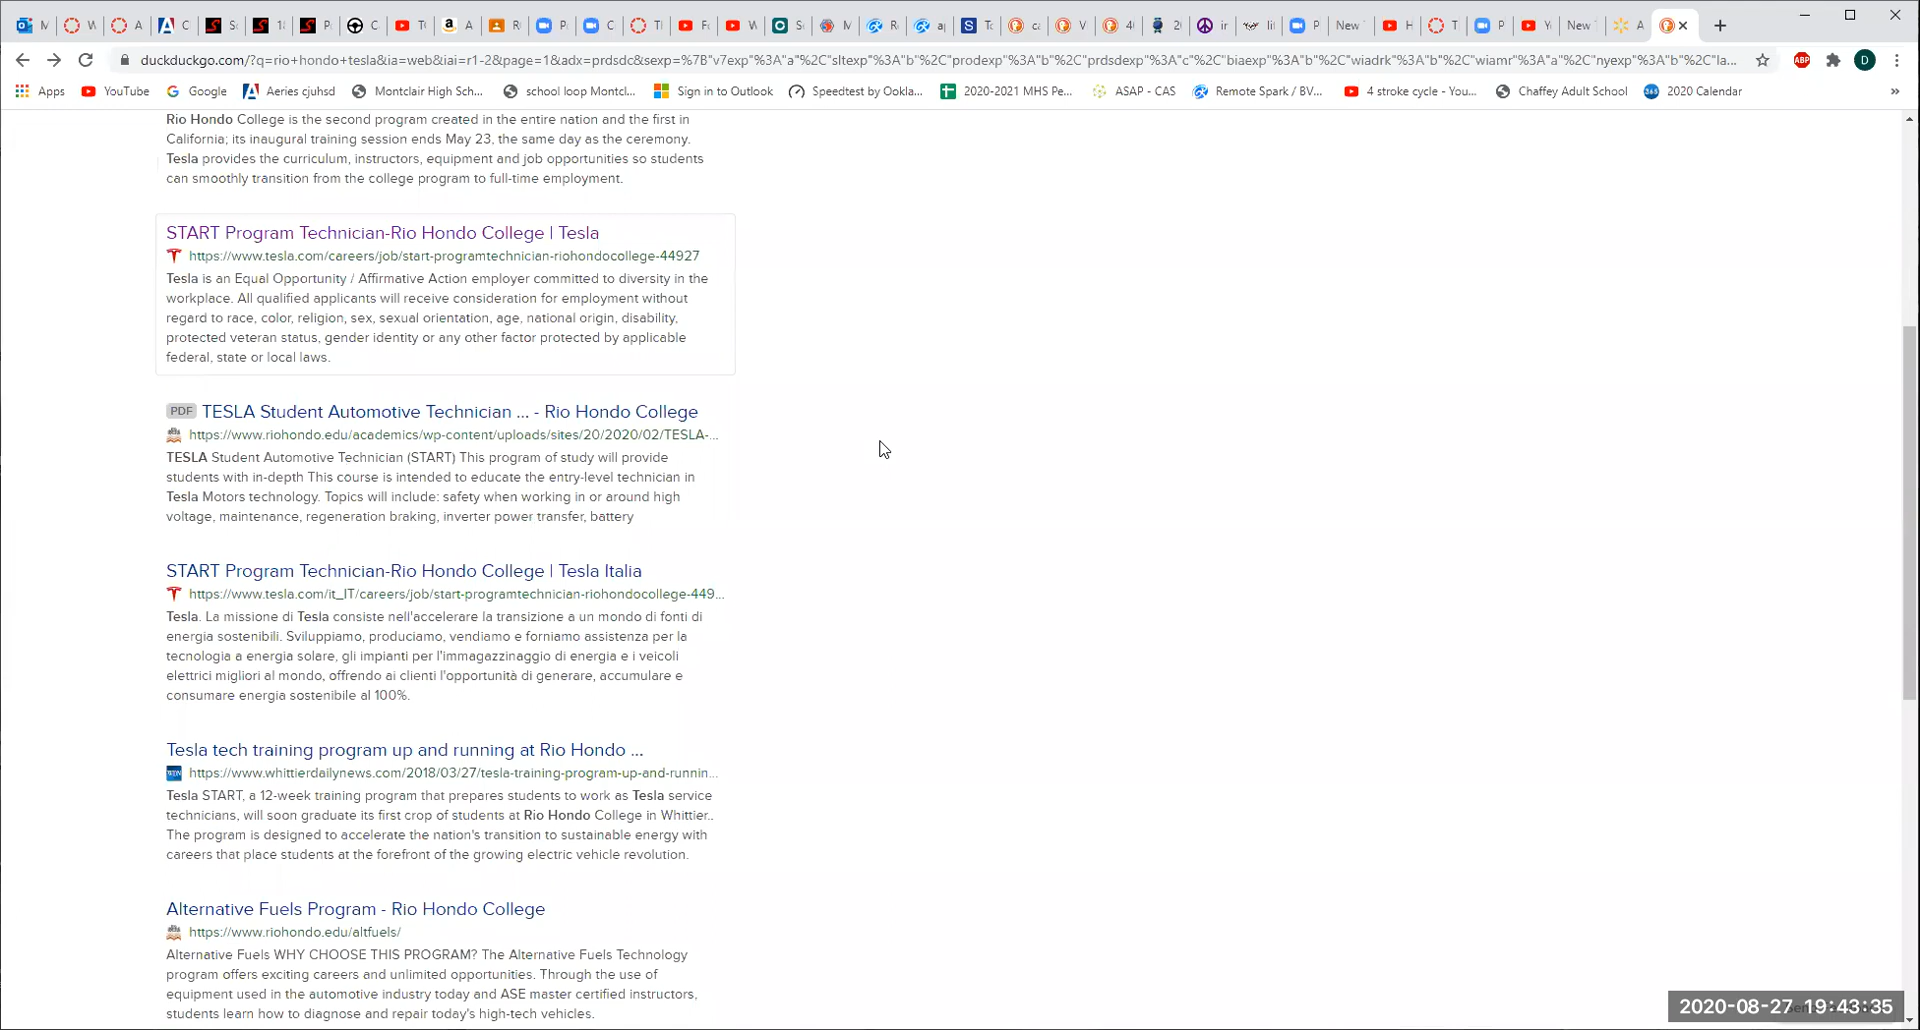 duckduckgo.com/?q=rio+hondo+tesla&ia=web&iai=r1-2&page=1&adx=prdsdc&sexp=%7B"v7exp"%3A"a"%2C"sltexp"%3A"b"%2C"prodexp"%3A"b"%2C"prdsdexp"%3A"c"%2C"biaexp"%3A"b"%2C"wiadrk"%3A"b"%2C"wiamr"%3A"a"%2C"nyexp"%3A"b"%2C"la...
Apps YouTube Google Aeries cjuhsd Montclair High Sch... school loop Montcl... Sign in to Outlook Speedtest by Ookla... 2020-2021 MHS Pe... ASAP - CAS Remote Spark / BV... 4 stroke cycle - You... Chaffey Adult School 2020 Calendar »
Rio Hondo College is the second program created in the entire nation and the first in
California; its inaugural training session ends May 23, the same day as the ceremony.
Tesla provides the curriculum, instructors, equipment and job opportunities so students
can smoothly transition from the college program to full-time employment.
START Program Technician-Rio Hondo College | Tesla
https://www.tesla.com/careers/job/start-programtechnician-riohondocollege-44927
Tesla is an Equal Opportunity / Affirmative Action employer committed to diversity in the
workplace. All qualified applicants will receive consideration for employment without
regard to race, color, religion, sex, sexual orientation, age, national origin, disability,
protected veteran status, gender identity or any other factor protected by applicable
federal, state or local laws.
PDF TESLA Student Automotive Technician ... - Rio Hondo College
https://www.riohondo.edu/academics/wp-content/uploads/sites/20/2020/02/TESLA-...
TESLA Student Automotive Technician (START) This program of study will provide
students with in-depth This course is intended to educate the entry-level technician in
Tesla Motors technology. Topics will include: safety when working in or around high
voltage, maintenance, regeneration braking, inverter power transfer, battery
START Program Technician-Rio Hondo College | Tesla Italia
https://www.tesla.com/it_IT/careers/job/start-programtechnician-riohondocollege-449...
Tesla. La missione di Tesla consiste nell'accelerare la transizione a un mondo di fonti di
energia sostenibili. Sviluppiamo, produciamo, vendiamo e forniamo assistenza per la
tecnologia a energia solare, gli impianti per l'immagazzinaggio di energia e i veicoli
elettrici migliori al mondo, offrendo ai clienti l'opportunità di generare, accumulare e
consumare energia sostenibile al 100%.
Tesla tech training program up and running at Rio Hondo ...
https://www.whittierdailynews.com/2018/03/27/tesla-training-program-up-and-runnin...
Tesla START, a 12-week training program that prepares students to work as Tesla service
technicians, will soon graduate its first crop of students at Rio Hondo College in Whittier..
The program is designed to accelerate the nation's transition to sustainable energy with
careers that place students at the forefront of the growing electric vehicle revolution.
Alternative Fuels Program - Rio Hondo College
https://www.riohondo.edu/altfuels/
Alternative Fuels WHY CHOOSE THIS PROGRAM? The Alternative Fuels Technology
program offers exciting careers and unlimited opportunities. Through the use of
equipment used in the automotive industry today and ASE master certified instructors,
students learn how to diagnose and repair today's high-tech vehicles.
2020-08-27 19:43:35